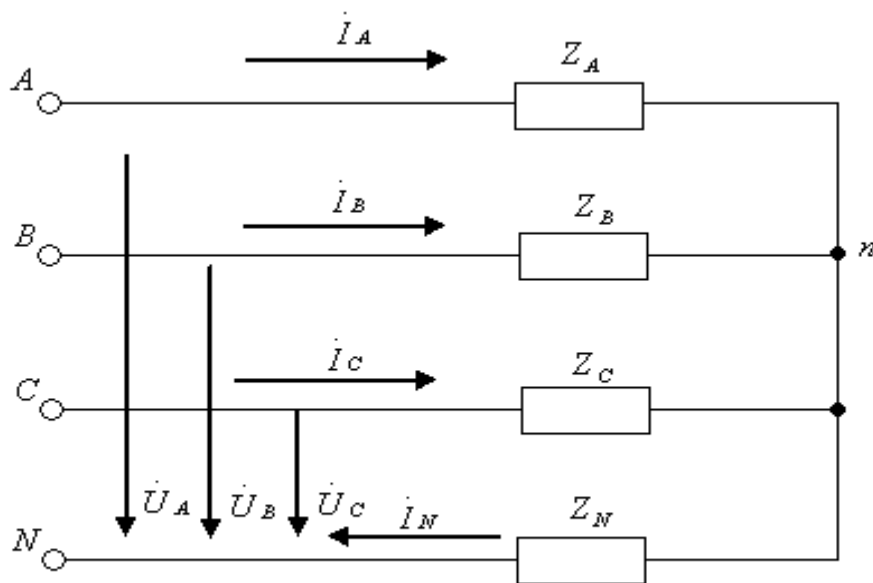 İ_A
Z_A
A
İ_B
Z_B
B
n
İ_C
Z_C
C
U̇_A U̇_B U̇_C
İ_N
Z_N
N